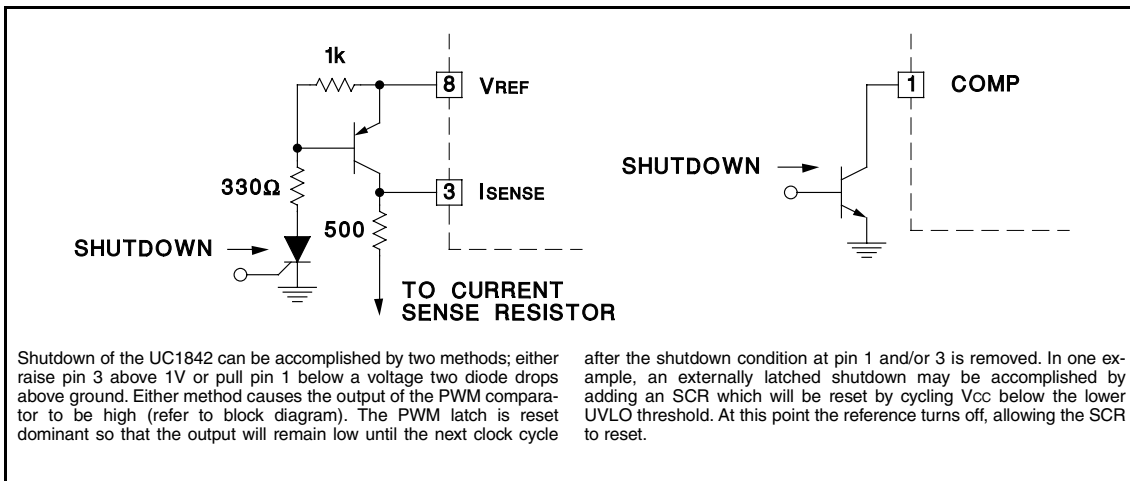 1k
8 VREF
330Ω
3 ISENSE
500
SHUTDOWN
TO CURRENT
SENSE RESISTOR
1 COMP
SHUTDOWN
Shutdown of the UC1842 can be accomplished by two methods; either
raise pin 3 above 1V or pull pin 1 below a voltage two diode drops
above ground. Either method causes the output of the PWM compara-
tor to be high (refer to block diagram). The PWM latch is reset
dominant so that the output will remain low until the next clock cycle
after the shutdown condition at pin 1 and/or 3 is removed. In one ex-
ample, an externally latched shutdown may be accomplished by
adding an SCR which will be reset by cycling VCC below the lower
UVLO threshold. At this point the reference turns off, allowing the SCR
to reset.